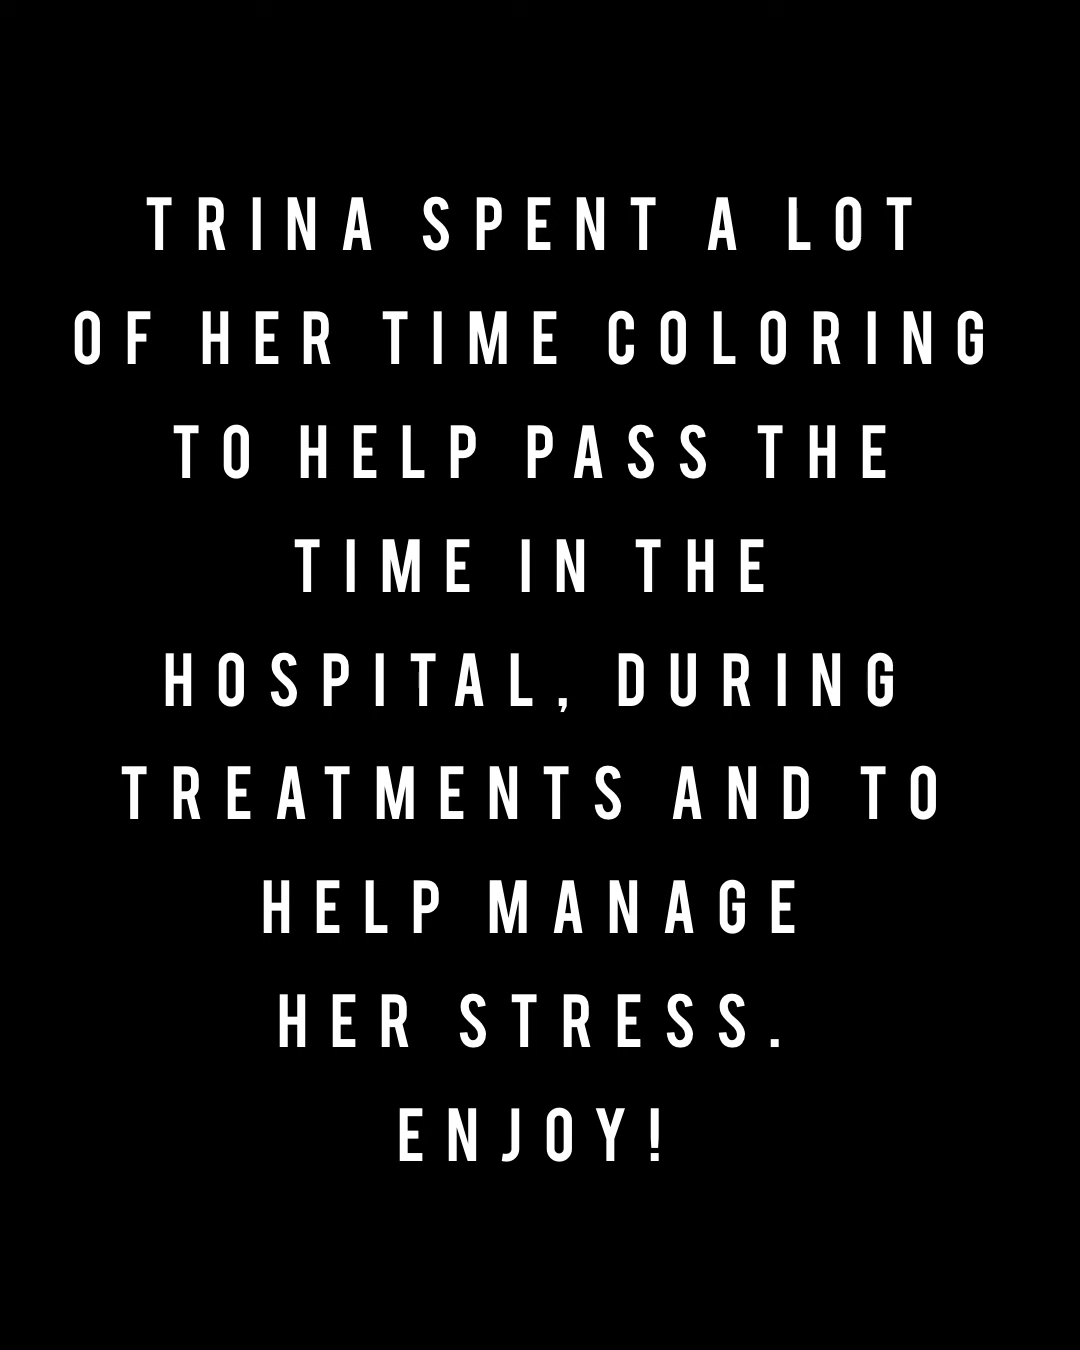 TRINA SPENT A LOT
OF HER TIME COLORING
TO HELP PASS THE
TIME IN THE
HOSPITAL, DURING
TREATMENTS AND TO
HELP MANAGE
HER STRESS.
ENJOY!